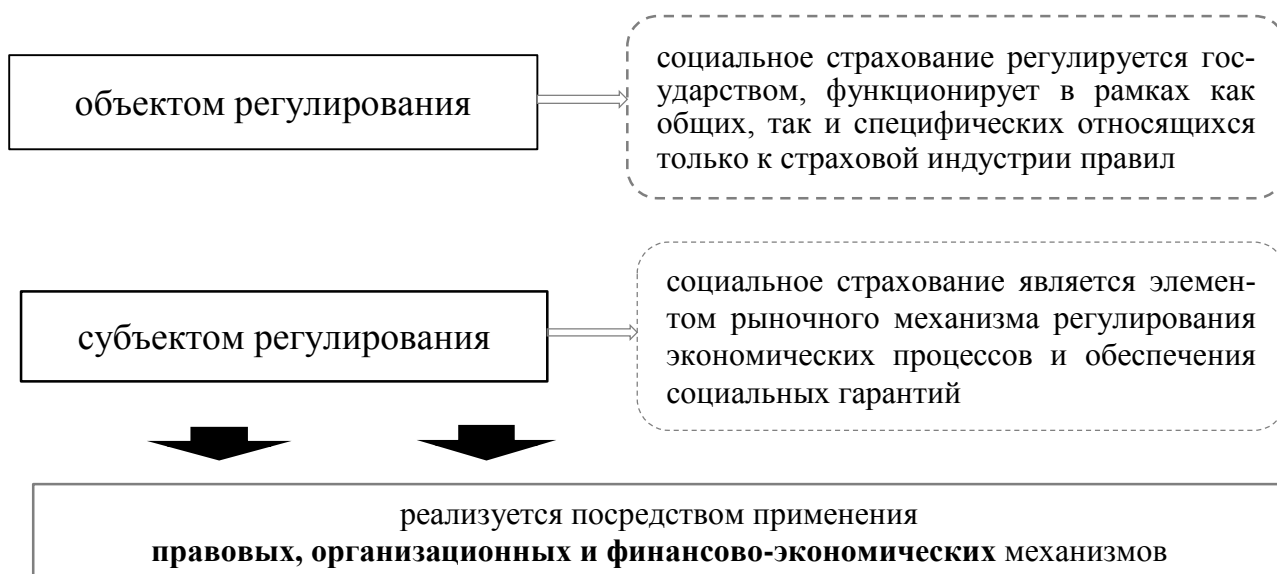 объектом регулирования
социальное страхование регулируется гос-
ударством, функционирует в рамках как
общих, так и специфических относящихся
только к страховой индустрии правил
субъектом регулирования
социальное страхование является элемен-
том рыночного механизма регулирования
экономических процессов и обеспечения
социальных гарантий
реализуется посредством применения
правовых, организационных и финансово-экономических механизмов